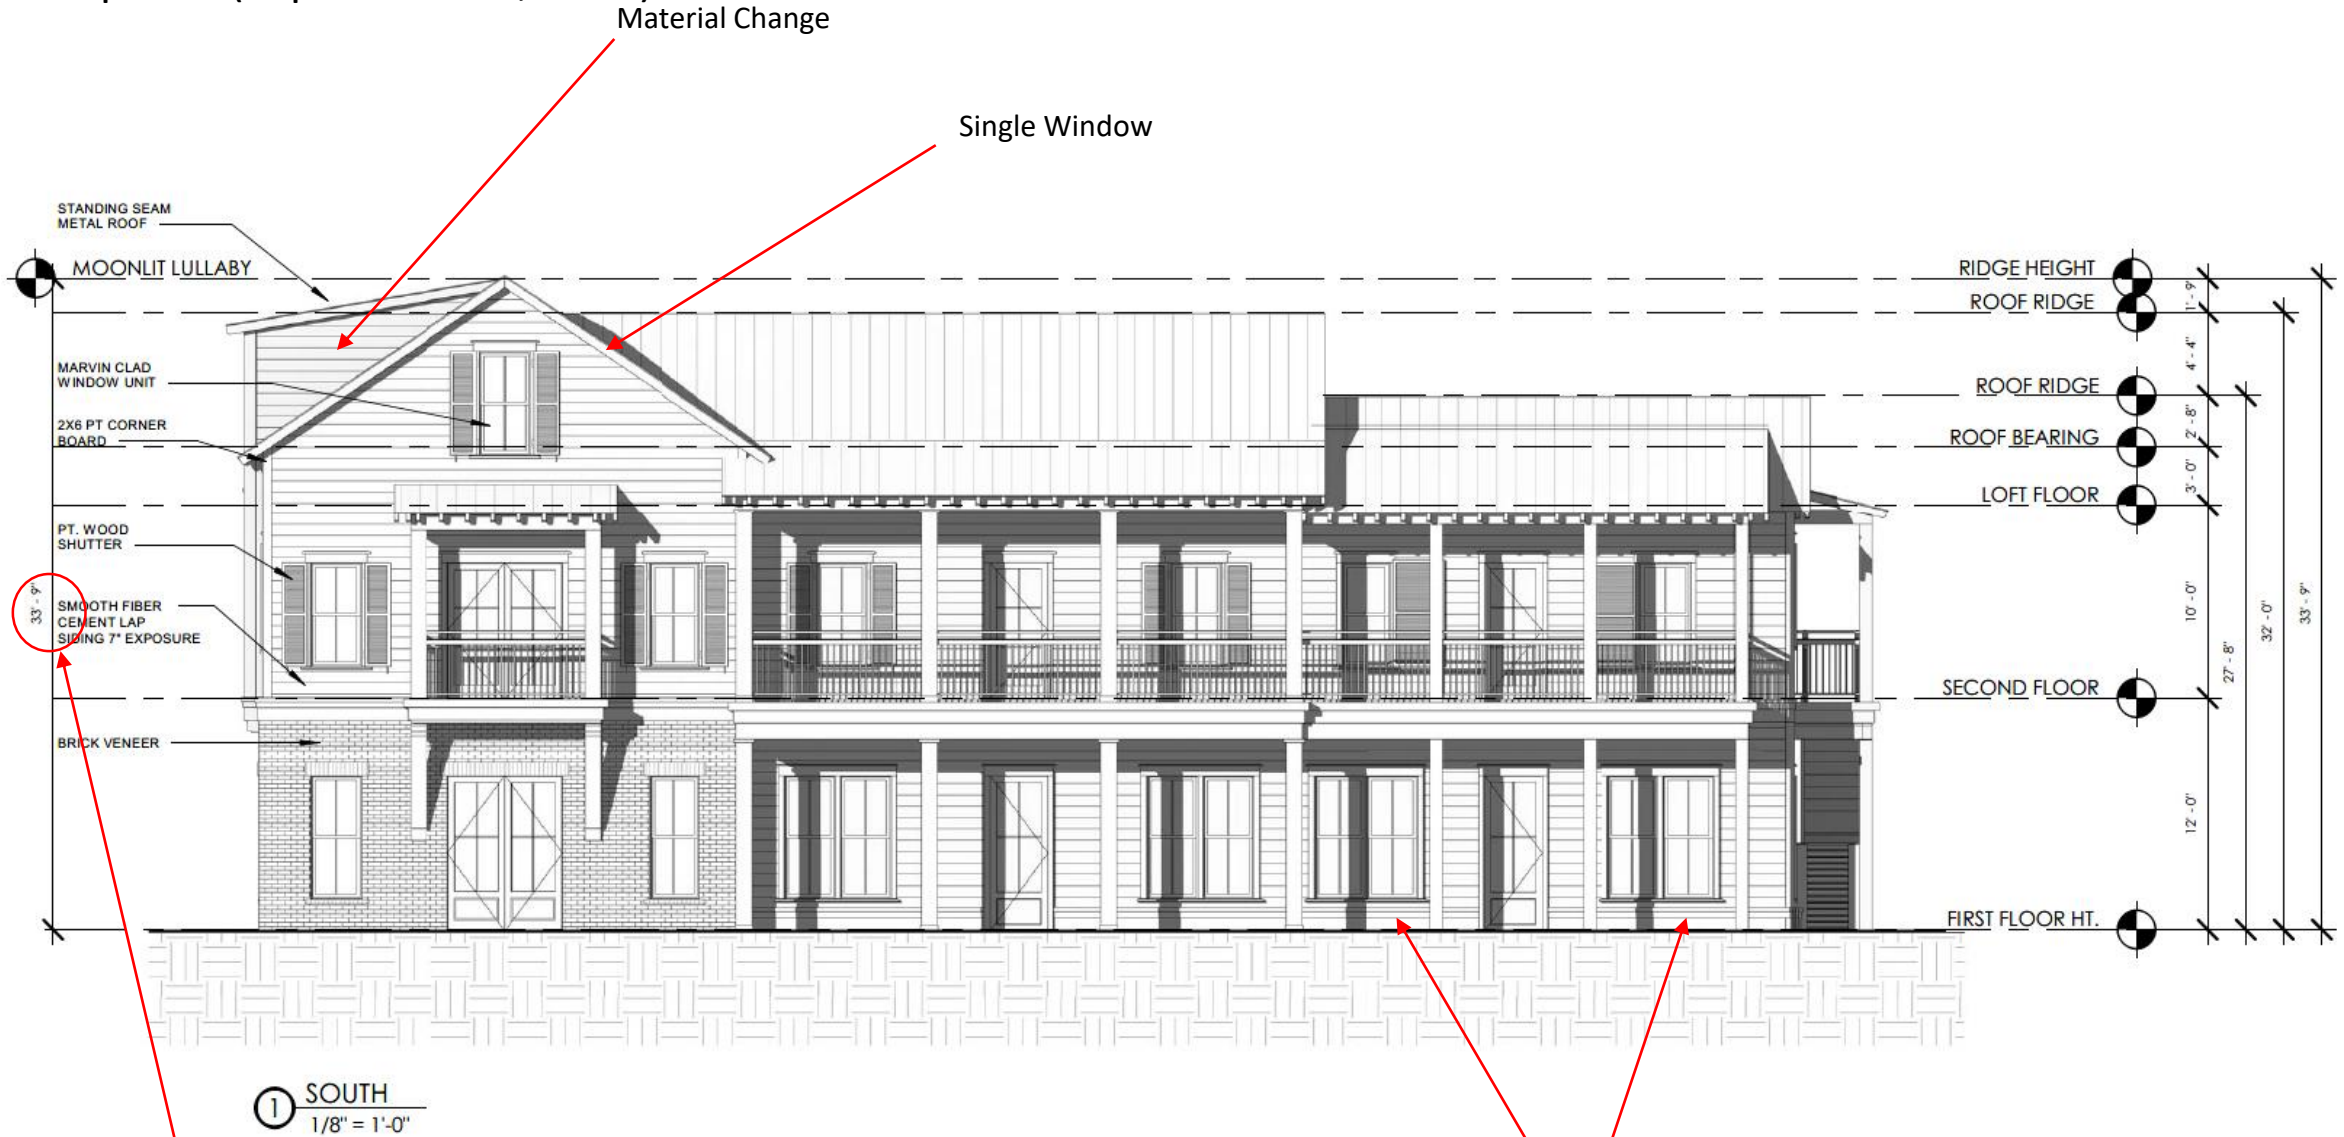 Material Change
Single Window
STANDING SEAM
METAL ROOF
MOONLIT LULLABY
MARVIN CLAD
WINDOW UNIT
2X6 PT CORNER
BOARD
PT. WOOD
SHUTTER
33' - 9"
SMOOTH FIBER
CEMENT LAP
SIDING 7" EXPOSURE
BRICK VENEER
RIDGE HEIGHT
ROOF RIDGE
ROOF RIDGE
ROOF BEARING
LOFT FLOOR
SECOND FLOOR
FIRST FLOOR HT.
1' - 9"
4' - 4"
2' - 8"
3' - 0"
10' - 0"
12' - 0"
27' - 8"
32' - 0"
33' - 9"
1 SOUTH
1/8" = 1'-0"